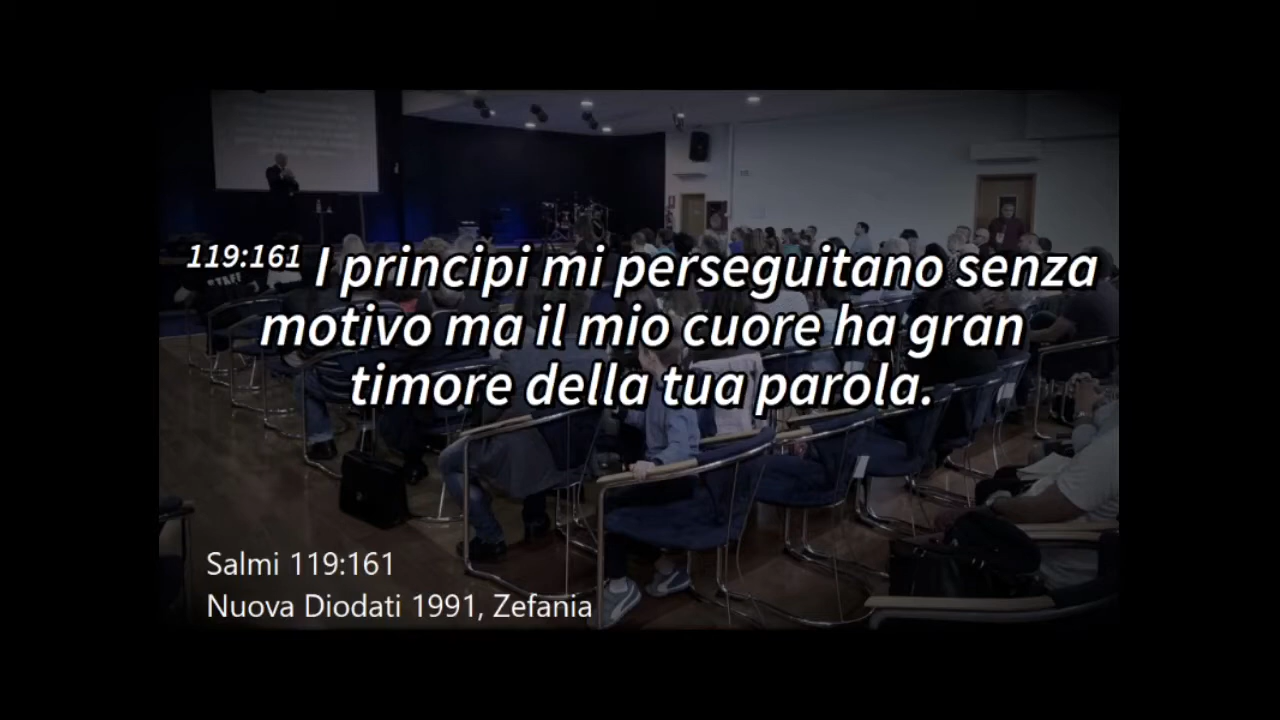 119:161 I principi mi perseguitano senza
motivo ma il mio cuore ha gran
timore della tua parola.
Salmi 119:161
Nuova Diodati 1991, Zefania